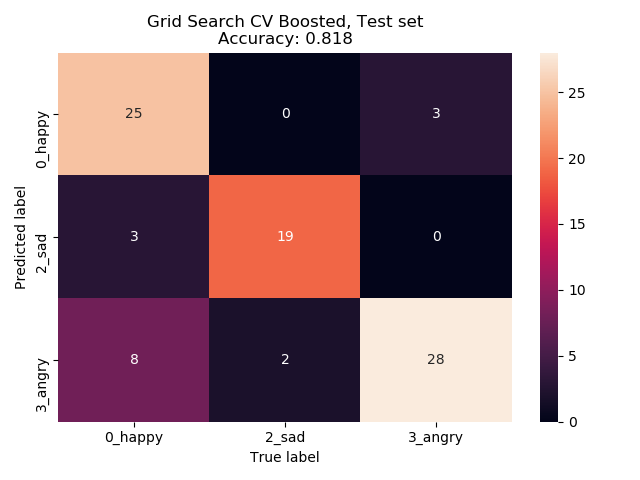 Grid Search CV Boosted, Test set
Accuracy: 0.818
Predicted label
0_happy
2_sad
3_angry
25 0 3
3 19 0
8 2 28
0_happy 2_sad 3_angry
True label
25
20
15
10
5
0